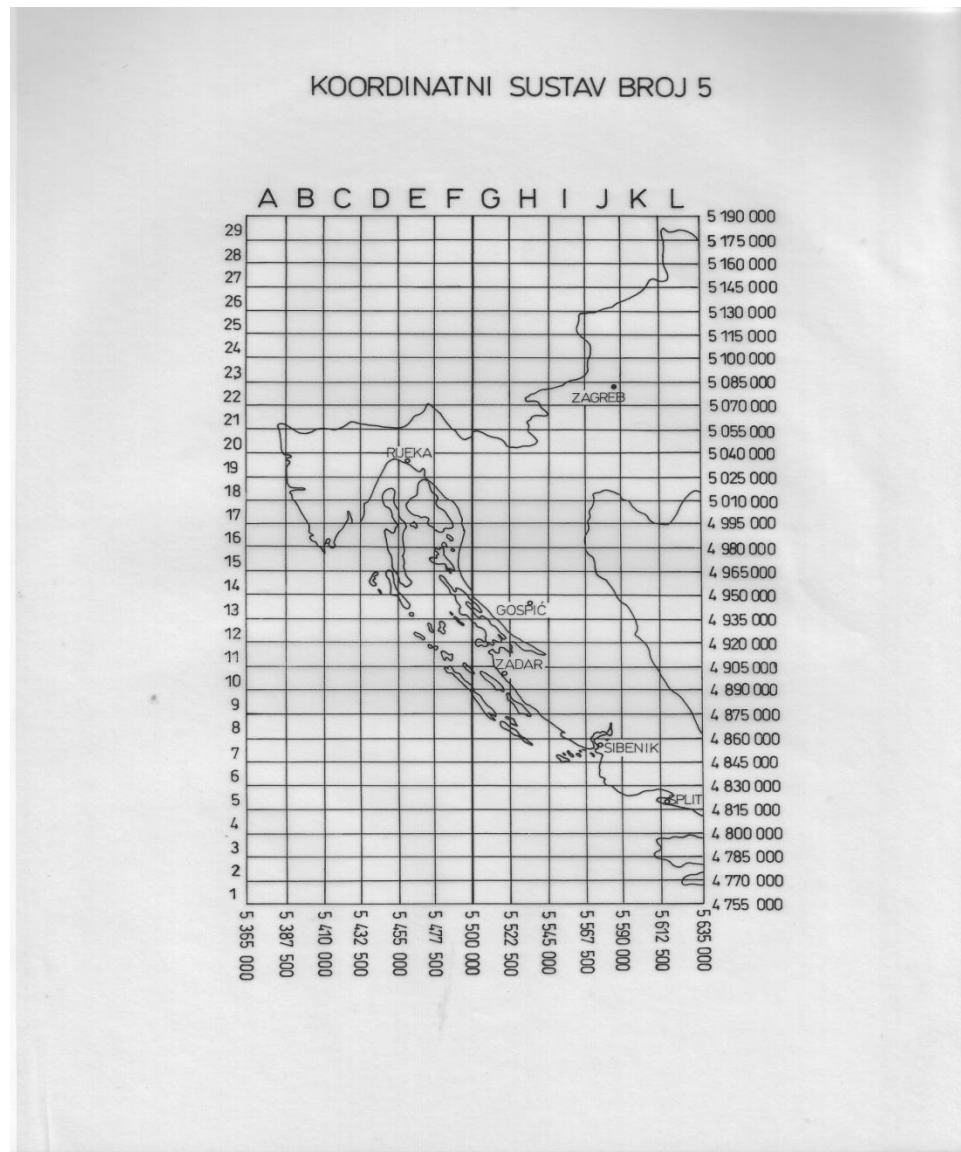 KOORDINATNI SUSTAV BROJ 5
A B C D E F G H I J K L
5 190 000
29
5 175 000
28
5 160 000
27
5 145 000
26
5 130 000
25
5 115 000
24
5 100 000
23
5 085 000
22 ZAGREB
5 070 000
21
5 055 000
20
RIJEKA 5 040 000
19
5 025 000
18
5 010 000
17
4 995 000
16
4 980 000
15
4 965 000
14
4 950 000
13 GOSPIĆ
4 935 000
12
4 920 000
11 ZADAR
4 905 000
10
4 890 000
9
4 875 000
8
4 860 000
7 ŠIBENIK
4 845 000
6
4 830 000
5 SPLIT
4 815 000
4
4 800 000
3
4 785 000
2
4 770 000
1
4 755 000
5 365 000
5 387 500
5 410 000
5 432 500
5 455 000
5 477 500
5 500 000
5 522 500
5 545 000
5 567 500
5 590 000
5 612 500
5 635 000